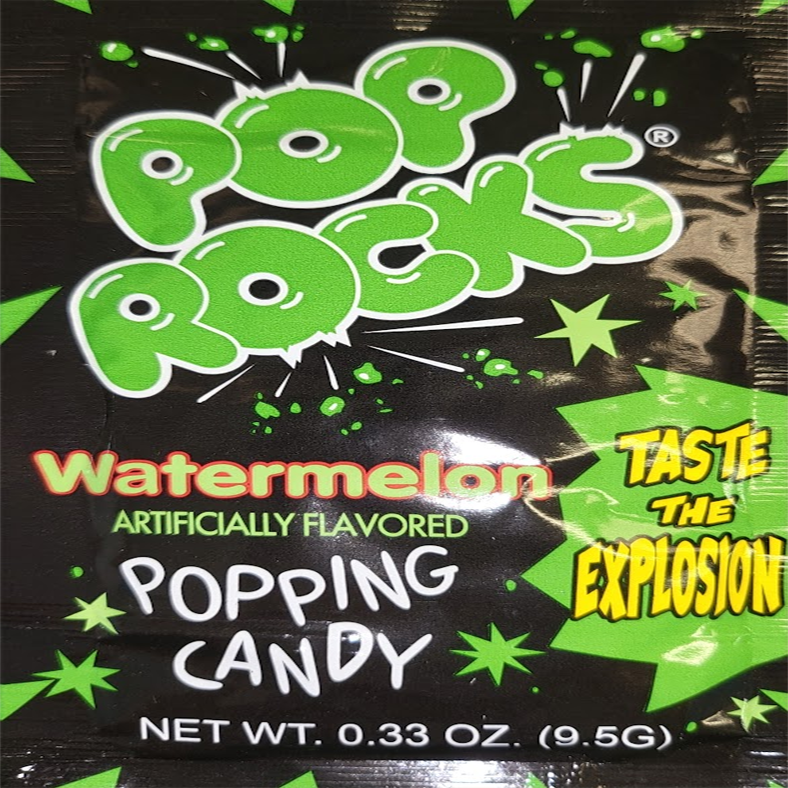 POP
ROCKS®
Watermelon
ARTIFICIALLY FLAVORED
POPPING
CANDY
TASTE
THE
EXPLOSION
NET WT. 0.33 OZ. (9.5G)